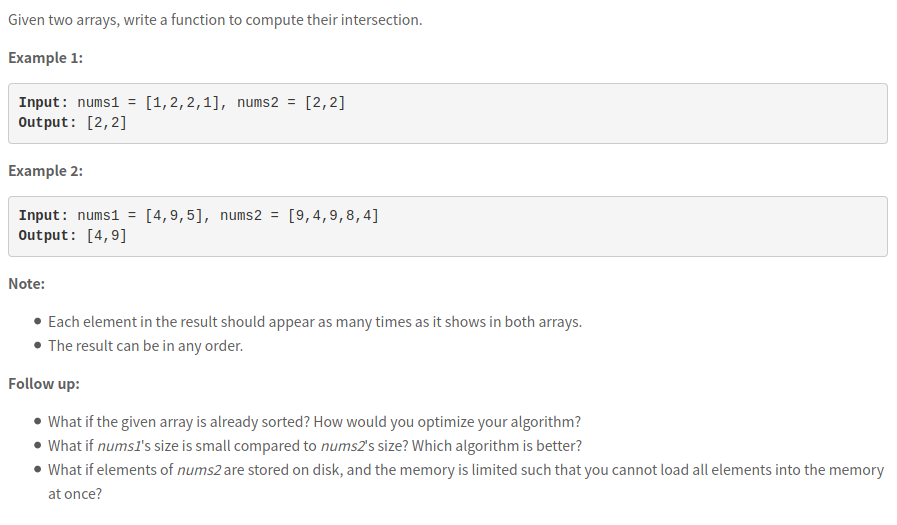 Given two arrays, write a function to compute their intersection.
Example 1:
Input: nums1 = [1,2,2,1], nums2 = [2,2]
Output: [2,2]
Example 2:
Input: nums1 = [4,9,5], nums2 = [9,4,9,8,4]
Output: [4,9]
Note:
• Each element in the result should appear as many times as it shows in both arrays.
• The result can be in any order.
Follow up:
• What if the given array is already sorted? How would you optimize your algorithm?
• What if nums1's size is small compared to nums2's size? Which algorithm is better?
• What if elements of nums2 are stored on disk, and the memory is limited such that you cannot load all elements into the memory
at once?